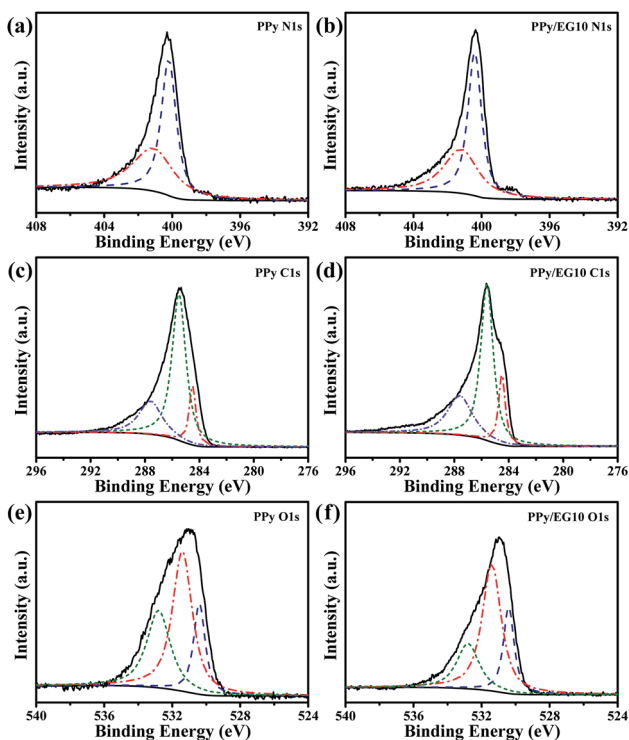 (a) PPy N1s
Intensity (a.u.)
408 404 400 396 392
Binding Energy (eV)
(b) PPy/EG10 N1s
Intensity (a.u.)
408 404 400 396 392
Binding Energy (eV)
(c) PPy C1s
Intensity (a.u.)
296 292 288 284 280 276
Binding Energy (eV)
(d) PPy/EG10 C1s
Intensity (a.u.)
296 292 288 284 280 276
Binding Energy (eV)
(e) PPy O1s
Intensity (a.u.)
540 536 532 528 524
Binding Energy (eV)
(f) PPy/EG10 O1s
Intensity (a.u.)
540 536 532 528 524
Binding Energy (eV)